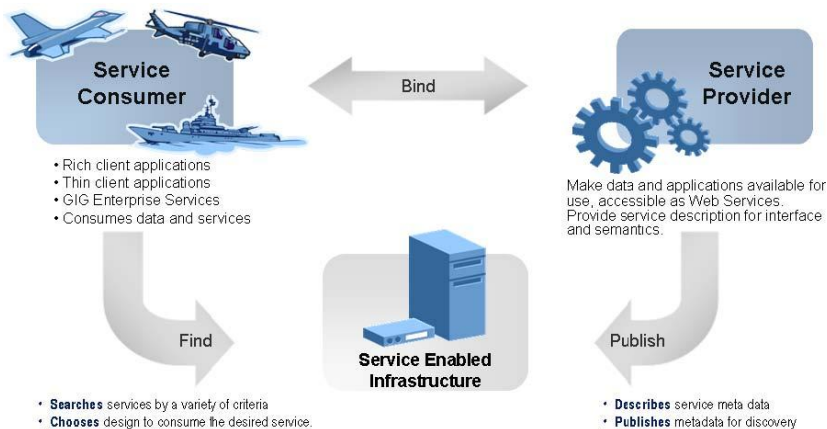 Service
Consumer
Bind
Service
Provider
• Rich client applications
• Thin client applications
• GIG Enterprise Services
• Consumes data and services
Make data and applications available for
use, accessible as Web Services.
Provide service description for interface
and semantics.
Find
Service Enabled
Infrastructure
Publish
• Searches services by a variety of criteria
• Chooses design to consume the desired service.
• Describes service meta data
• Publishes metadata for discovery